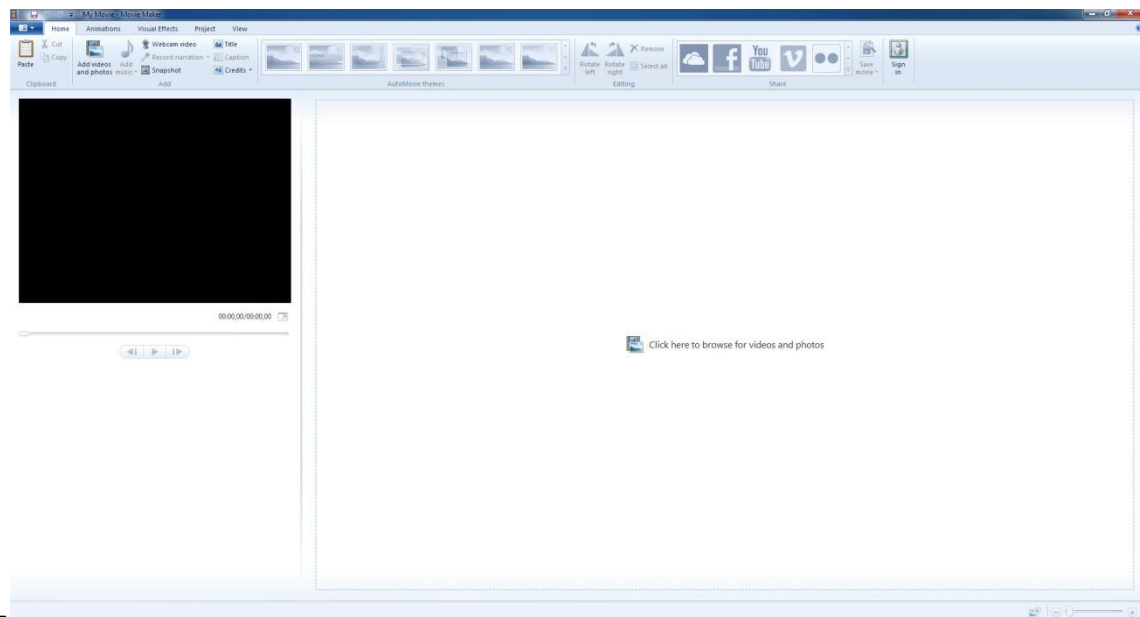 My Movie - Movie Maker
Home Animations Visual Effects Project View
Paste
Cut
Copy
Clipboard
Add videos and photos
Add music
Webcam video
Record narration
Snapshot
Title
Caption
Credits
Add
AutoMovie themes
Rotate left
Rotate right
Remove
Select all
Editing
You Tube
Share
Save movie
Sign in
00:00,00/00:00,00
Click here to browse for videos and photos